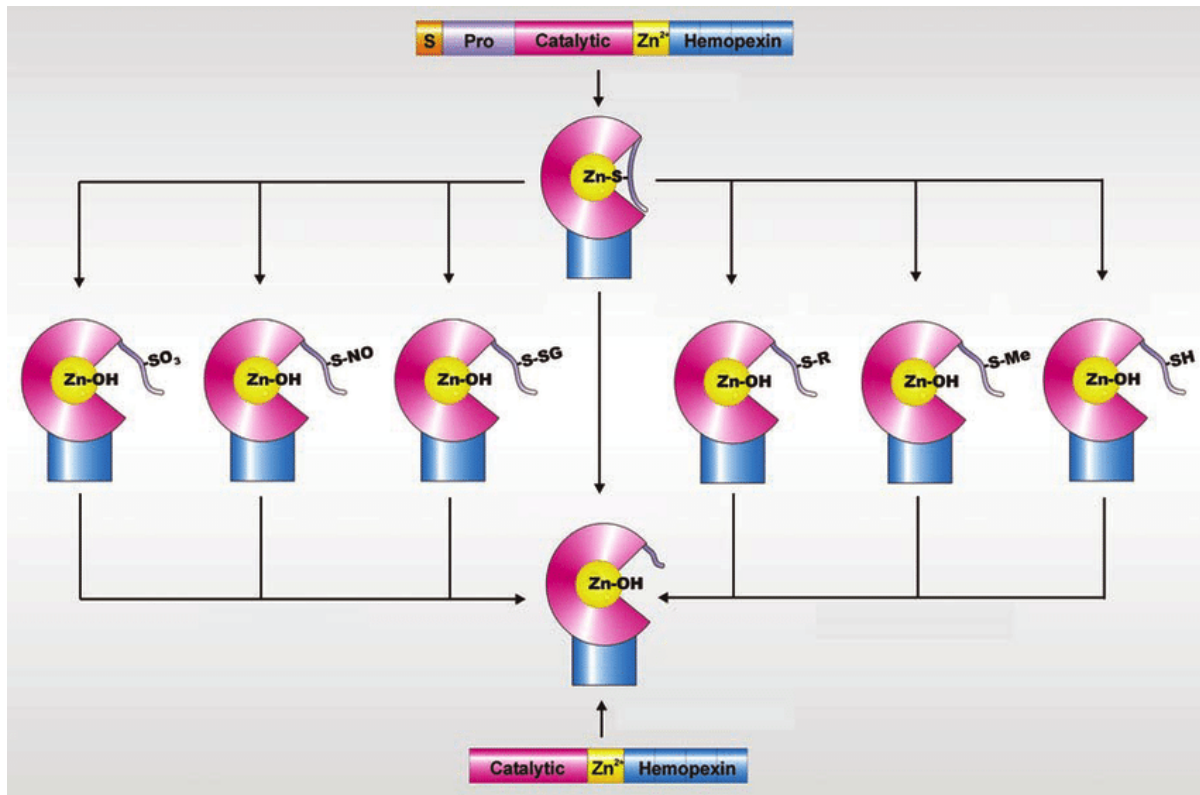 S Pro Catalytic Zn²⁺ Hemopexin
Zn-S-
Zn-OH -SO₃
Zn-OH -S-NO
Zn-OH -S-SG
Zn-OH -S-R
Zn-OH -S-Me
Zn-OH -SH
Zn-OH
Catalytic Zn²⁺ Hemopexin